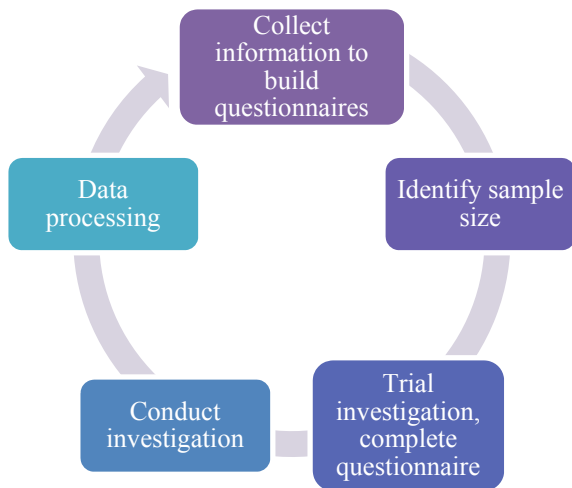 Collect
information to
build
questionnaires
Identify sample
size
Trial
investigation,
complete
questionnaire
Conduct
investigation
Data
processing